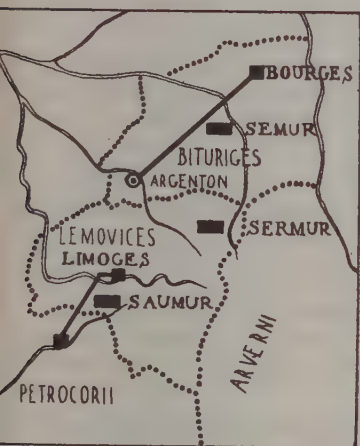 BOURGES
SEMUR
BITURIGES
ARGENTON
SERMUR
LEMOVICES
LIMOGES
SAUMUR
ARVERNI
PETROCORII